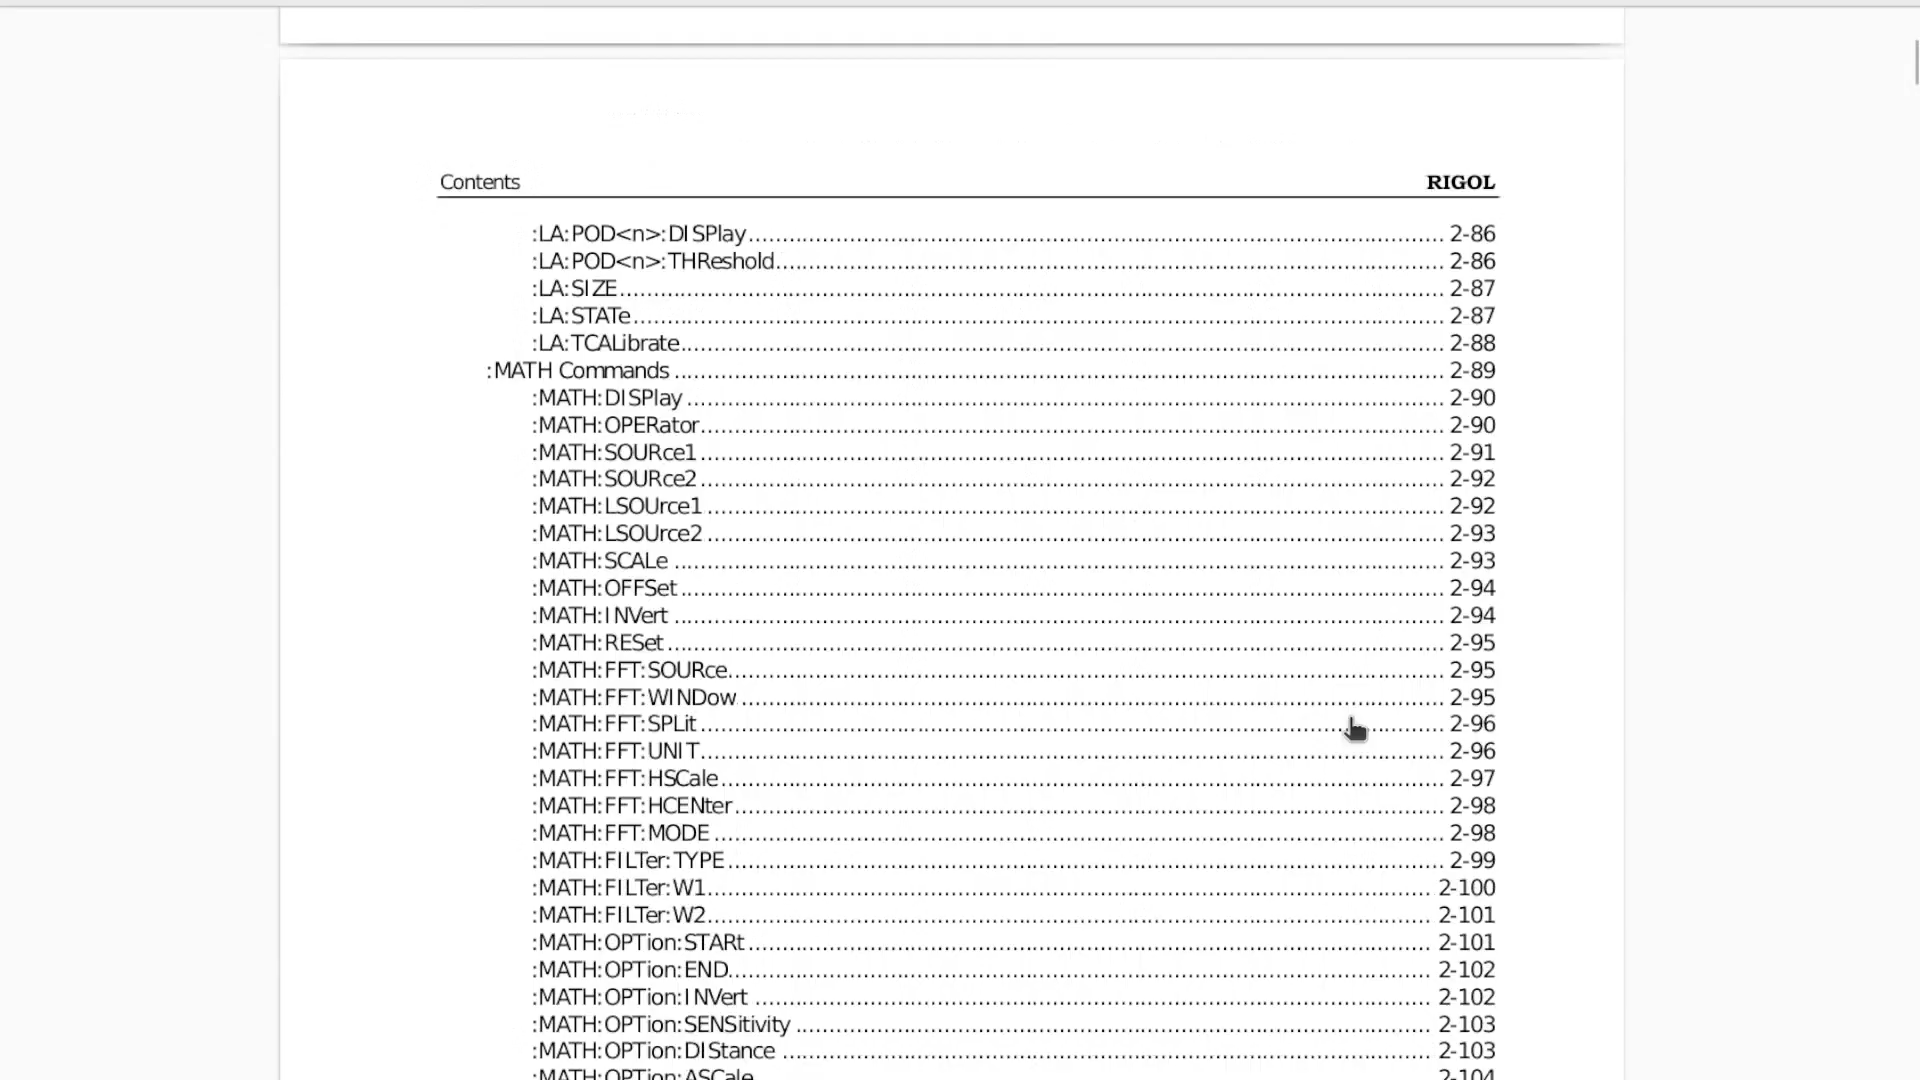 Contents RIGOL
:LA:POD<n>:DISPlay 2-86
:LA:POD<n>:THReshold 2-86
:LA:SIZE 2-87
:LA:STATe 2-87
:LA:TCALibrate 2-88
:MATH Commands 2-89
:MATH:DISPlay 2-90
:MATH:OPERator 2-90
:MATH:SOURce1 2-91
:MATH:SOURce2 2-92
:MATH:LSOUrce1 2-92
:MATH:LSOUrce2 2-93
:MATH:SCALe 2-93
:MATH:OFFSet 2-94
:MATH:INVert 2-94
:MATH:RESet 2-95
:MATH:FFT:SOURce 2-95
:MATH:FFT:WINDow 2-95
:MATH:FFT:SPLit 2-96
:MATH:FFT:UNIT 2-96
:MATH:FFT:HSCale 2-97
:MATH:FFT:HCENter 2-98
:MATH:FFT:MODE 2-98
:MATH:FILTer:TYPE 2-99
:MATH:FILTer:W1 2-100
:MATH:FILTer:W2 2-101
:MATH:OPTion:STARt 2-101
:MATH:OPTion:END 2-102
:MATH:OPTion:INVert 2-102
:MATH:OPTion:SENSitivity 2-103
:MATH:OPTion:DIStance 2-103
:MATH:OPTion:ASCale 2-104